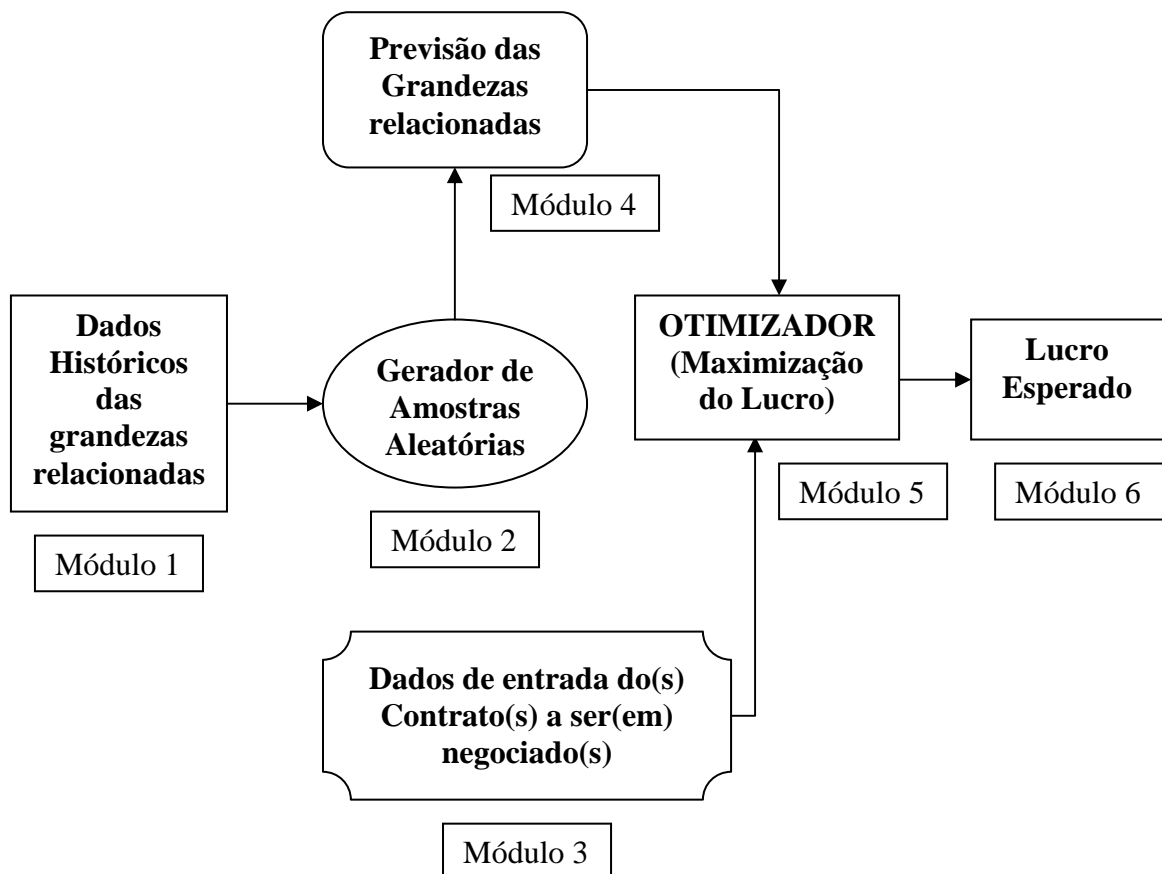 Previsão das
Grandezas
relacionadas
Módulo 4
Dados
Históricos
das
grandezas
relacionadas
Módulo 1
Gerador de
Amostras
Aleatórias
Módulo 2
OTIMIZADOR
(Maximização
do Lucro)
Módulo 5
Lucro
Esperado
Módulo 6
Dados de entrada do(s)
Contrato(s) a ser(em)
negociado(s)
Módulo 3